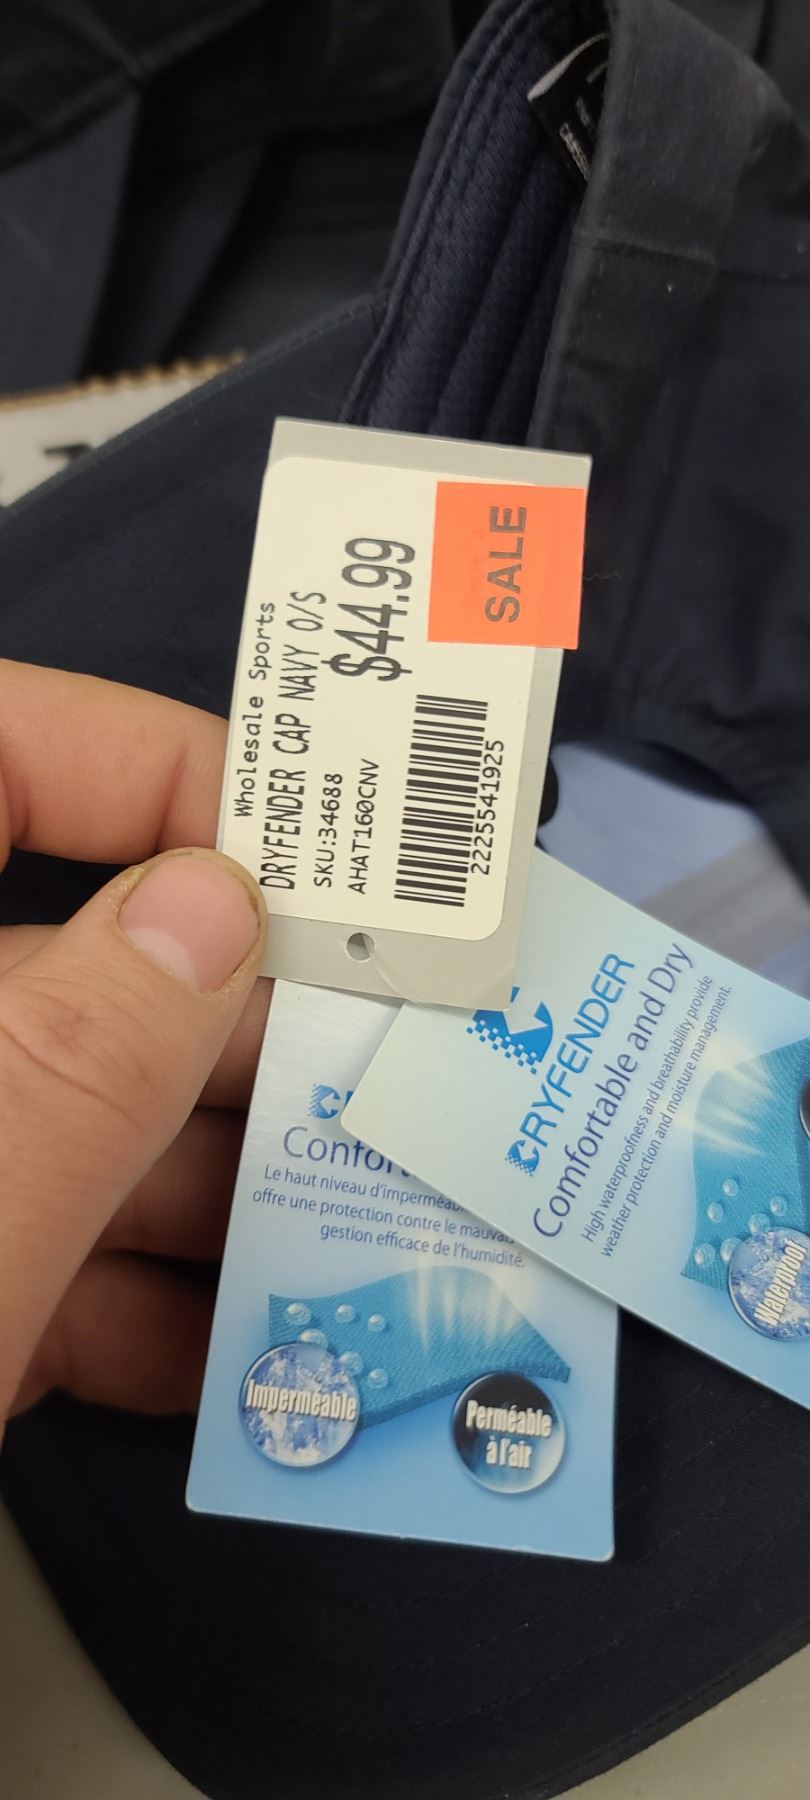 Wholesale Sports
DRYFENDER CAP NAVY O/S
SKU:34688
$44.99
AHAT160CNV
2225541925
SALE
DRYFENDER
Comfortable and Dry
High waterproofness and breathability provide
weather protection and moisture management.
Waterproof
Le haut niveau
offre une protection contre le
gestion efficace de l'humidité.
Imperméable
Perméable
à l'air